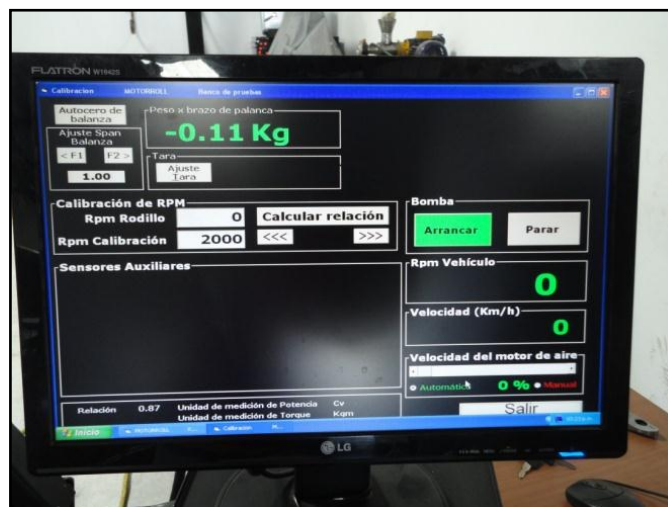 FLATRON W1942S
Calibracion MOTORROLL Banco de pruebas
Autocero de
balanza
Peso x brazo de palanca
-0.11 Kg
Ajuste Span
Balanza
< F1 F2 >
1.00
Tara
Ajuste
Tara
Calibración de RPM
Rpm Rodillo 0 Calcular relación
Rpm Calibración 2000 <<< >>>
Bomba
Arrancar Parar
Sensores Auxiliares
Rpm Vehículo
0
Velocidad (Km/h)
0
Velocidad del motor de aire
Automático 0 % Manual
Relación 0.87 Unidad de medición de Potencia Cv
Unidad de medición de Torque Kgm
Salir
Inicio MOTORROLL Calibración
LG